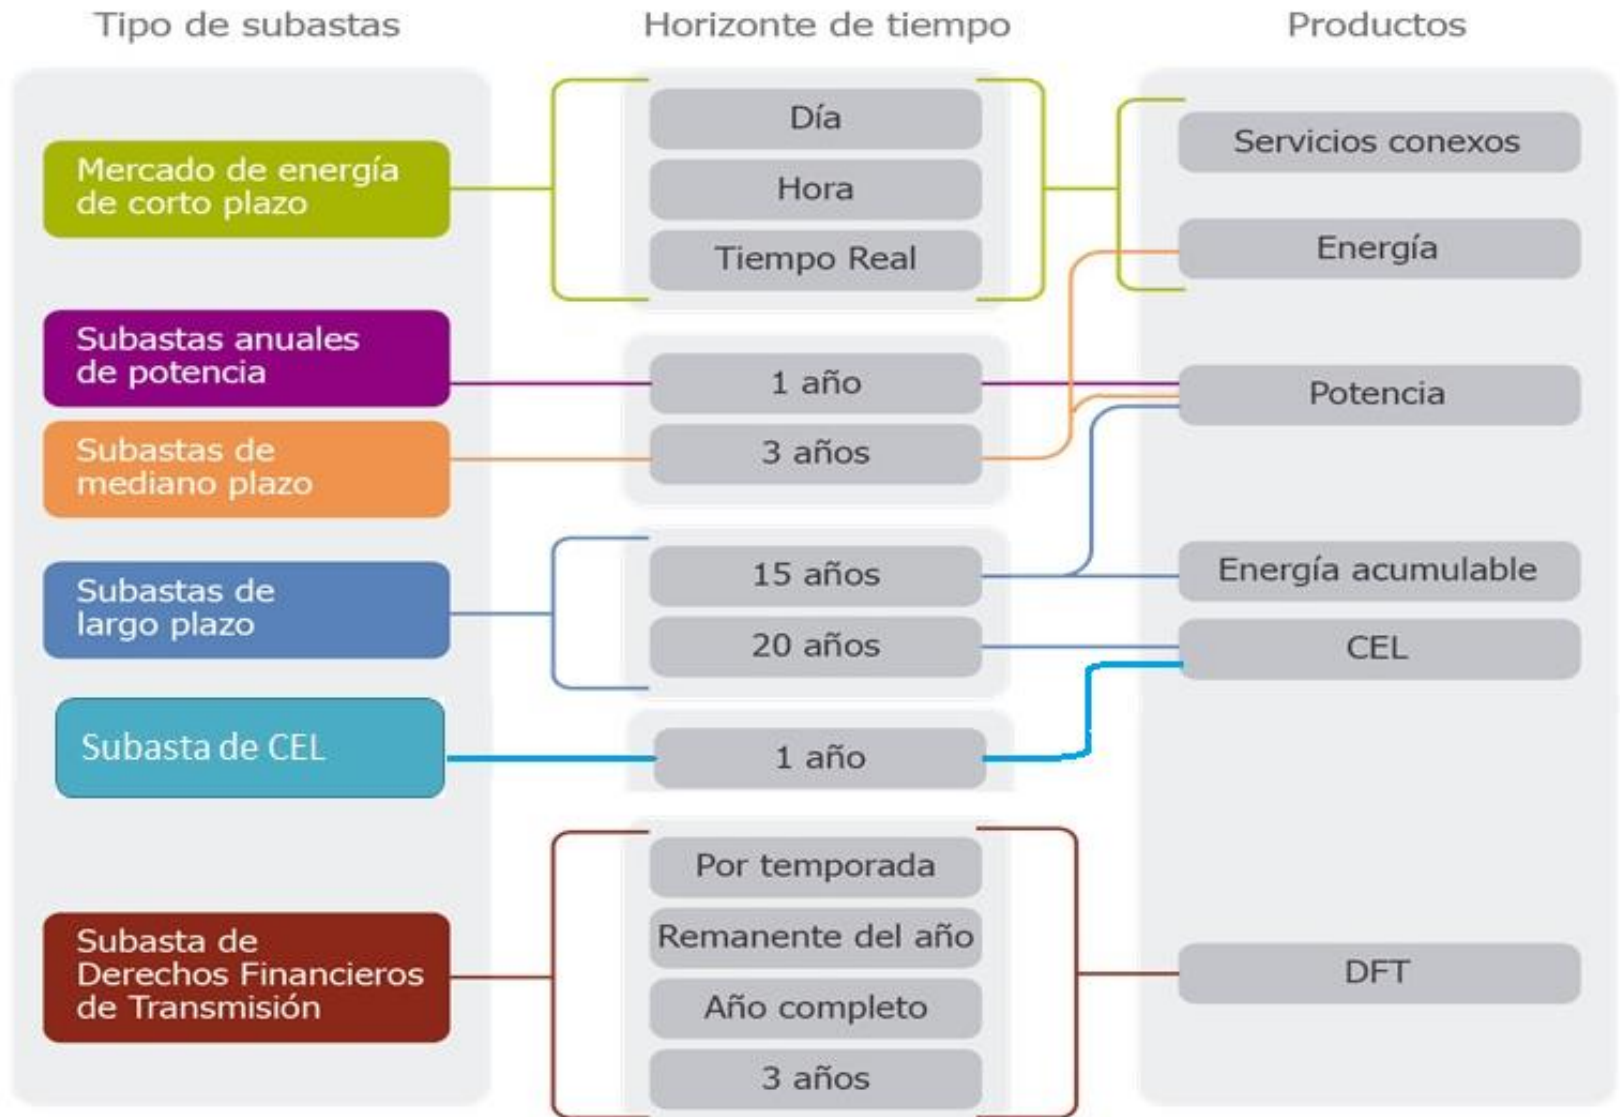 Tipo de subastas
Horizonte de tiempo
Productos
Mercado de energía
de corto plazo
Día
Hora
Tiempo Real
Servicios conexos
Energía
Subastas anuales
de potencia
1 año
Potencia
Subastas de
mediano plazo
3 años
Subastas de
largo plazo
15 años
20 años
Energía acumulable
CEL
Subasta de CEL
1 año
Subasta de
Derechos Financieros
de Transmisión
Por temporada
Remanente del año
Año completo
3 años
DFT